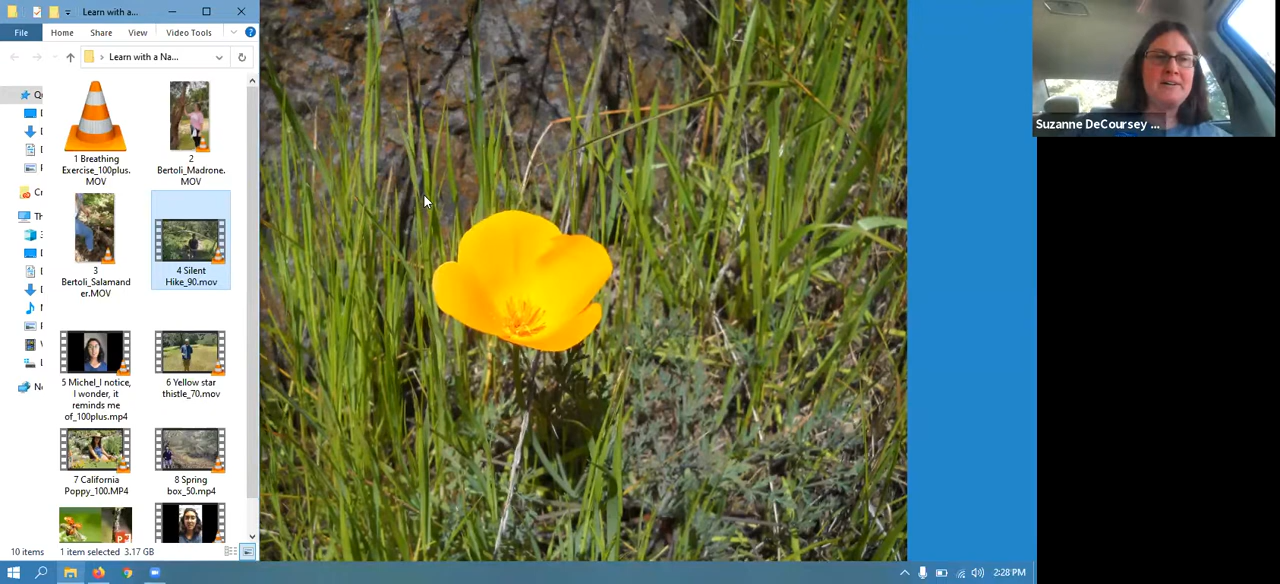 Learn with a...
File
Home
Share
View
Video Tools
Learn with a Na...
Suzanne DeCoursey ...
1 Breathing
Exercise_100plus.
MOV
2
Bertoli_Madrone.
MOV
3
Bertoli_Salamand
er.MOV
4 Silent
Hike_90.mov
5 Michel_I notice,
I wonder, it
reminds me
of_100plus.mp4
6 Yellow star
thistle_70.mov
7 California
Poppy_100.MP4
8 Spring
box_50.mp4
10 items
1 item selected 3.17 GB
2:28 PM